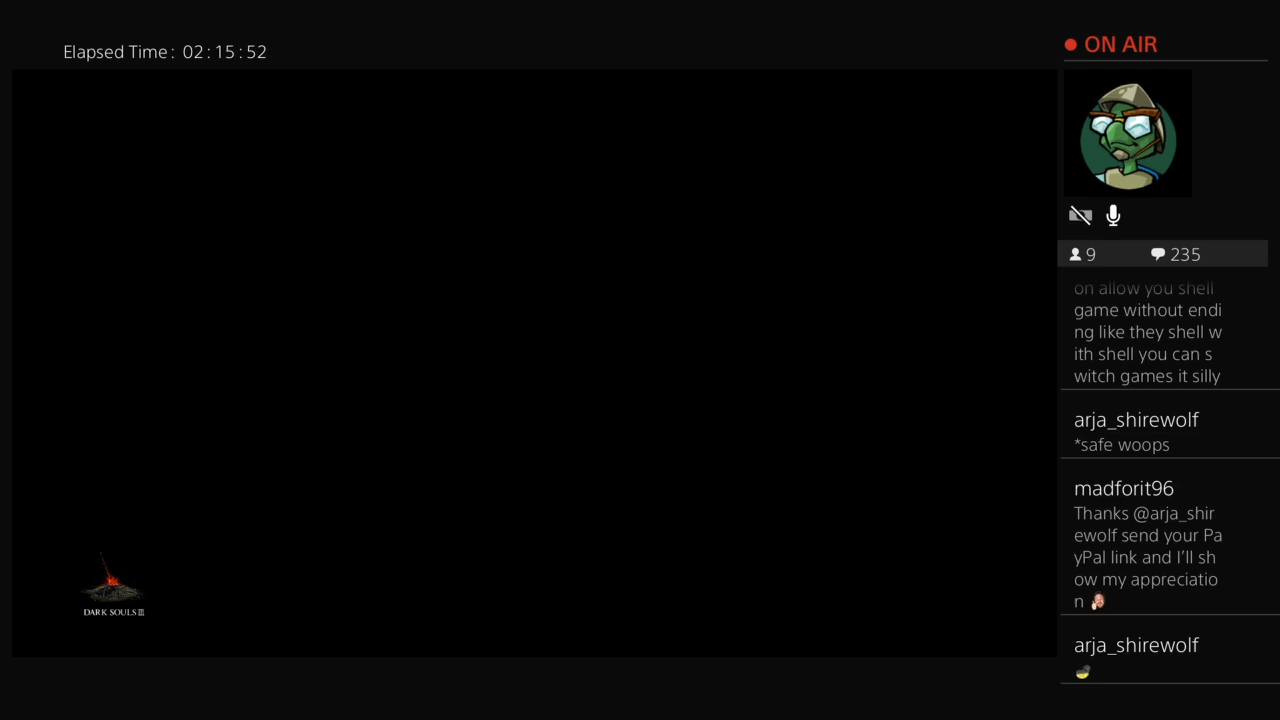 Elapsed Time: 02:15:52
ON AIR
9 235
on allow you shell
game without endi
ng like they shell w
ith shell you can s
witch games it silly
arja_shirewolf
*safe woops
madforit96
Thanks @arja_shir
ewolf send your Pa
yPal link and I'll sh
ow my appreciatio
n
arja_shirewolf
DARK SOULS III